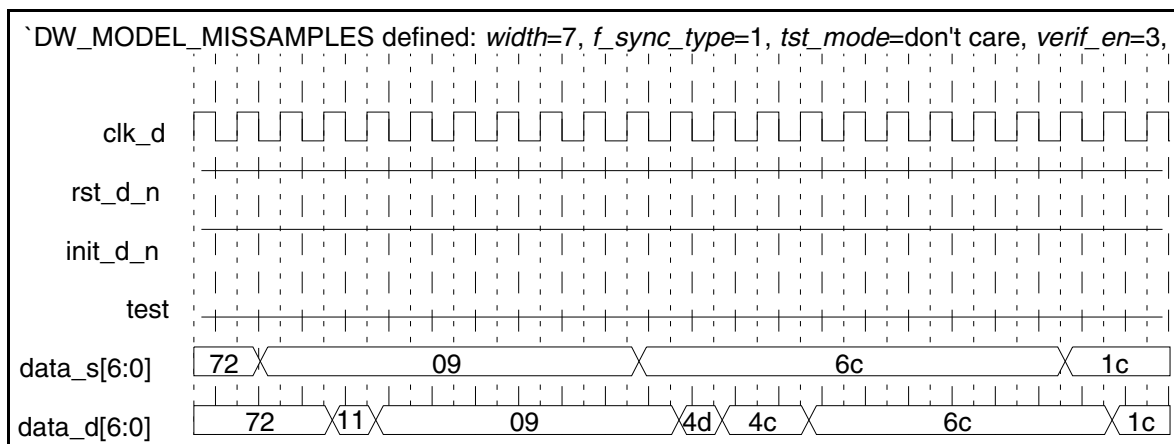 `DW_MODEL_MISSAMPLES defined: width=7, f_sync_type=1, tst_mode=don't care, verif_en=3,
clk_d
rst_d_n
init_d_n
test
data_s[6:0] 72 09 6c 1c
data_d[6:0] 72 11 09 4d 4c 6c 1c